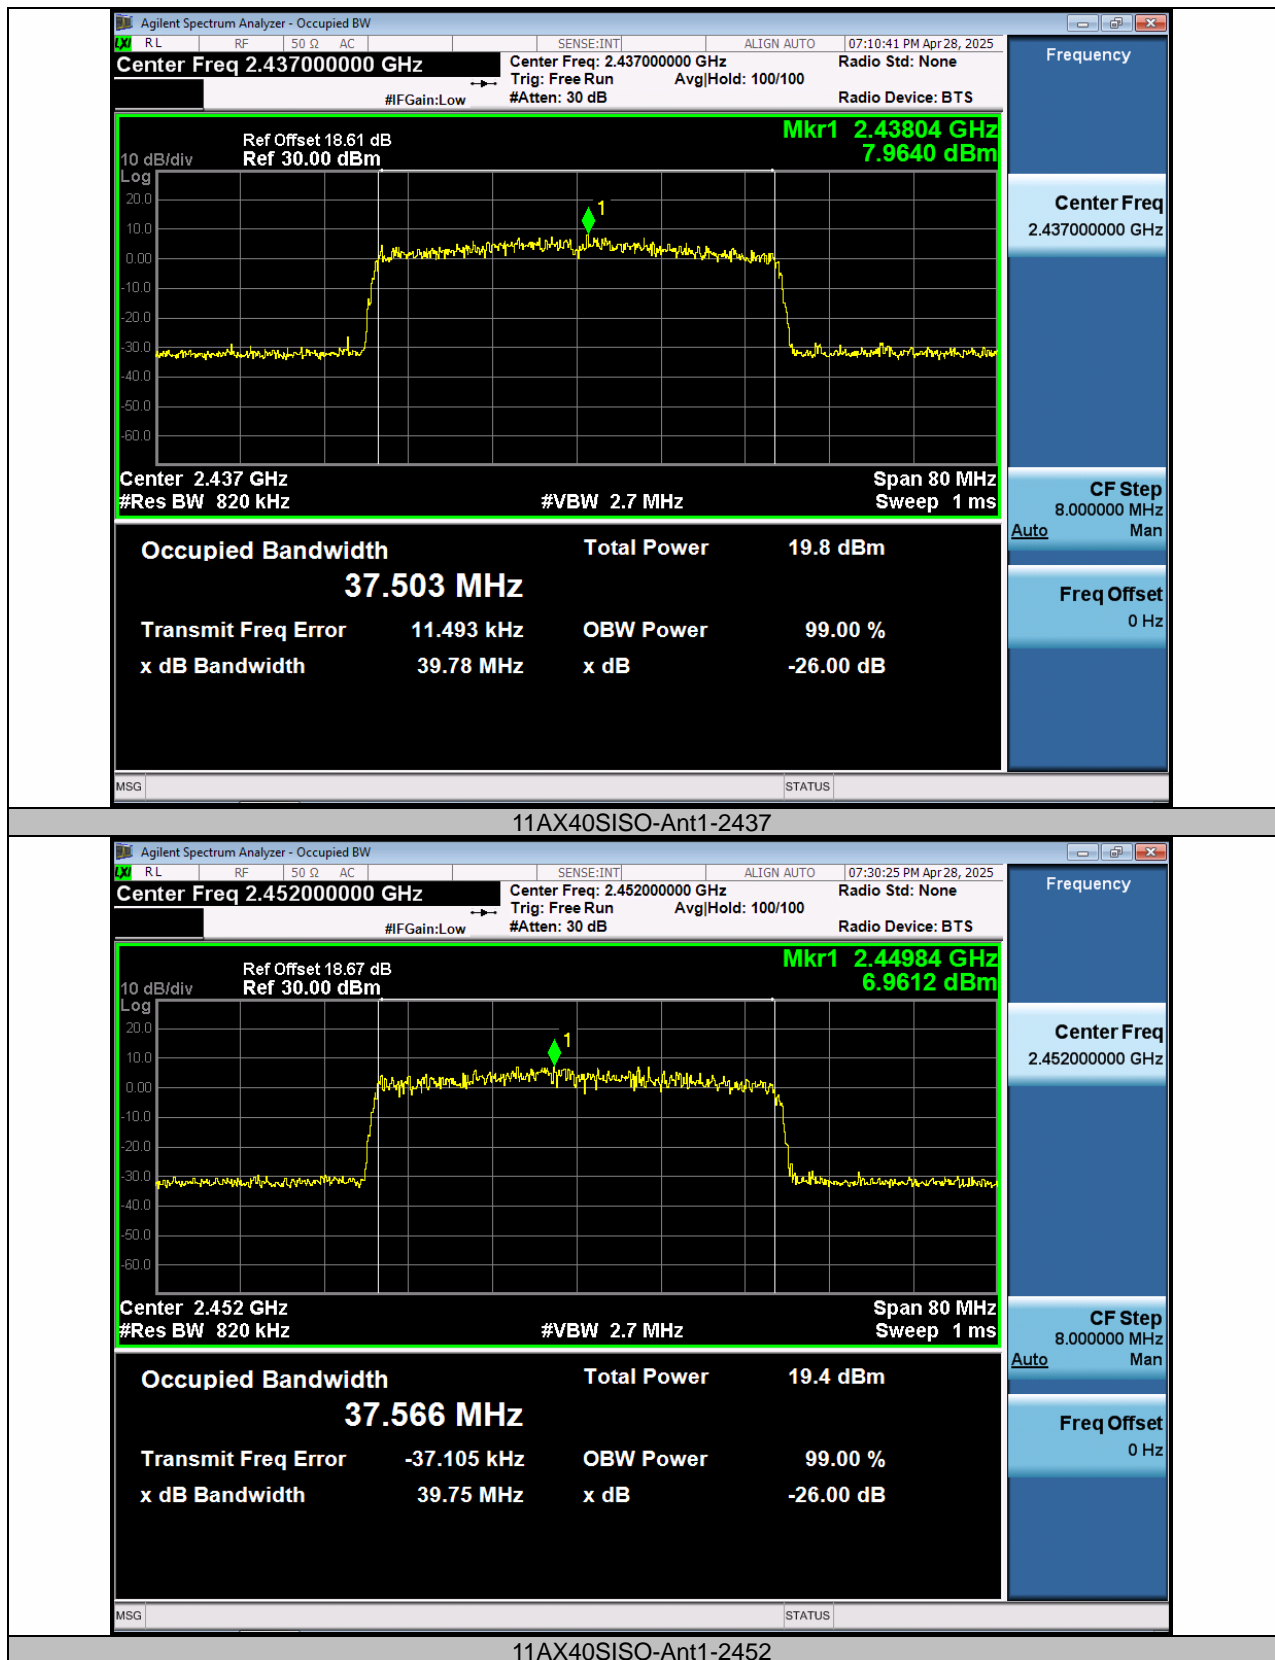 Agilent Spectrum Analyzer - Occupied BW
LXI RL RF 50 Ω AC SENSE:INT ALIGN AUTO 07:10:41 PM Apr 28, 2025
Center Freq 2.437000000 GHz Center Freq: 2.437000000 GHz Radio Std: None
Trig: Free Run Avg|Hold: 100/100
#IFGain:Low #Atten: 30 dB Radio Device: BTS
Frequency
Mkr1 2.43804 GHz
Ref Offset 18.61 dB
7.9640 dBm
10 dB/div Ref 30.00 dBm
Log
20.0
1
10.0
0.00
-10.0
-20.0
-30.0
-40.0
-50.0
-60.0
Center 2.437 GHz Span 80 MHz
#Res BW 820 kHz #VBW 2.7 MHz Sweep 1 ms
Center Freq
2.437000000 GHz
CF Step
8.000000 MHz
Auto Man
Freq Offset
0 Hz
Occupied Bandwidth Total Power 19.8 dBm
37.503 MHz
Transmit Freq Error 11.493 kHz OBW Power 99.00 %
x dB Bandwidth 39.78 MHz x dB -26.00 dB
MSG STATUS
11AX40SISO-Ant1-2437
Agilent Spectrum Analyzer - Occupied BW
LXI RL RF 50 Ω AC SENSE:INT ALIGN AUTO 07:30:25 PM Apr 28, 2025
Center Freq 2.452000000 GHz Center Freq: 2.452000000 GHz Radio Std: None
Trig: Free Run Avg|Hold: 100/100
#IFGain:Low #Atten: 30 dB Radio Device: BTS
Frequency
Mkr1 2.44984 GHz
Ref Offset 18.67 dB
6.9612 dBm
10 dB/div Ref 30.00 dBm
Log
20.0
1
10.0
0.00
-10.0
-20.0
-30.0
-40.0
-50.0
-60.0
Center 2.452 GHz Span 80 MHz
#Res BW 820 kHz #VBW 2.7 MHz Sweep 1 ms
Center Freq
2.452000000 GHz
CF Step
8.000000 MHz
Auto Man
Freq Offset
0 Hz
Occupied Bandwidth Total Power 19.4 dBm
37.566 MHz
Transmit Freq Error -37.105 kHz OBW Power 99.00 %
x dB Bandwidth 39.75 MHz x dB -26.00 dB
MSG STATUS
11AX40SISO-Ant1-2452